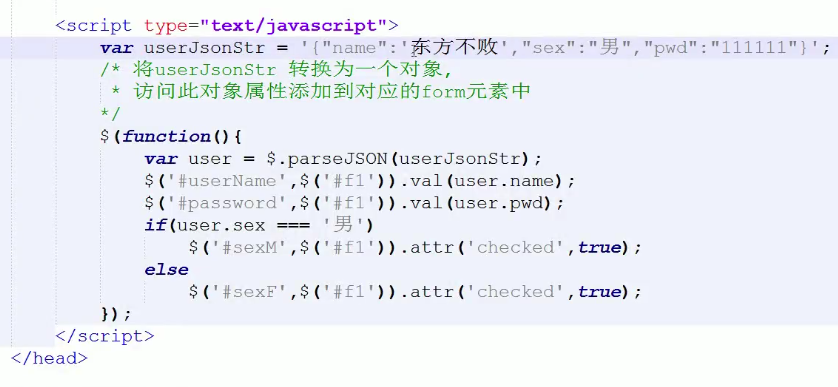 <script type="text/javascript">
var userJsonStr = '{"name":'东方不败',"sex":"男","pwd":"111111"}';
/* 将userJsonStr 转换为一个对象,
* 访问此对象属性添加到对应的form元素中
*/
$(function(){
var user = $.parseJSON(userJsonStr);
$('#userName',$('#f1')).val(user.name);
$('#password',$('#f1')).val(user.pwd);
if(user.sex === '男')
$('#sexM',$('#f1')).attr('checked',true);
else
$('#sexF',$('#f1')).attr('checked',true);
});
</script>
</head>